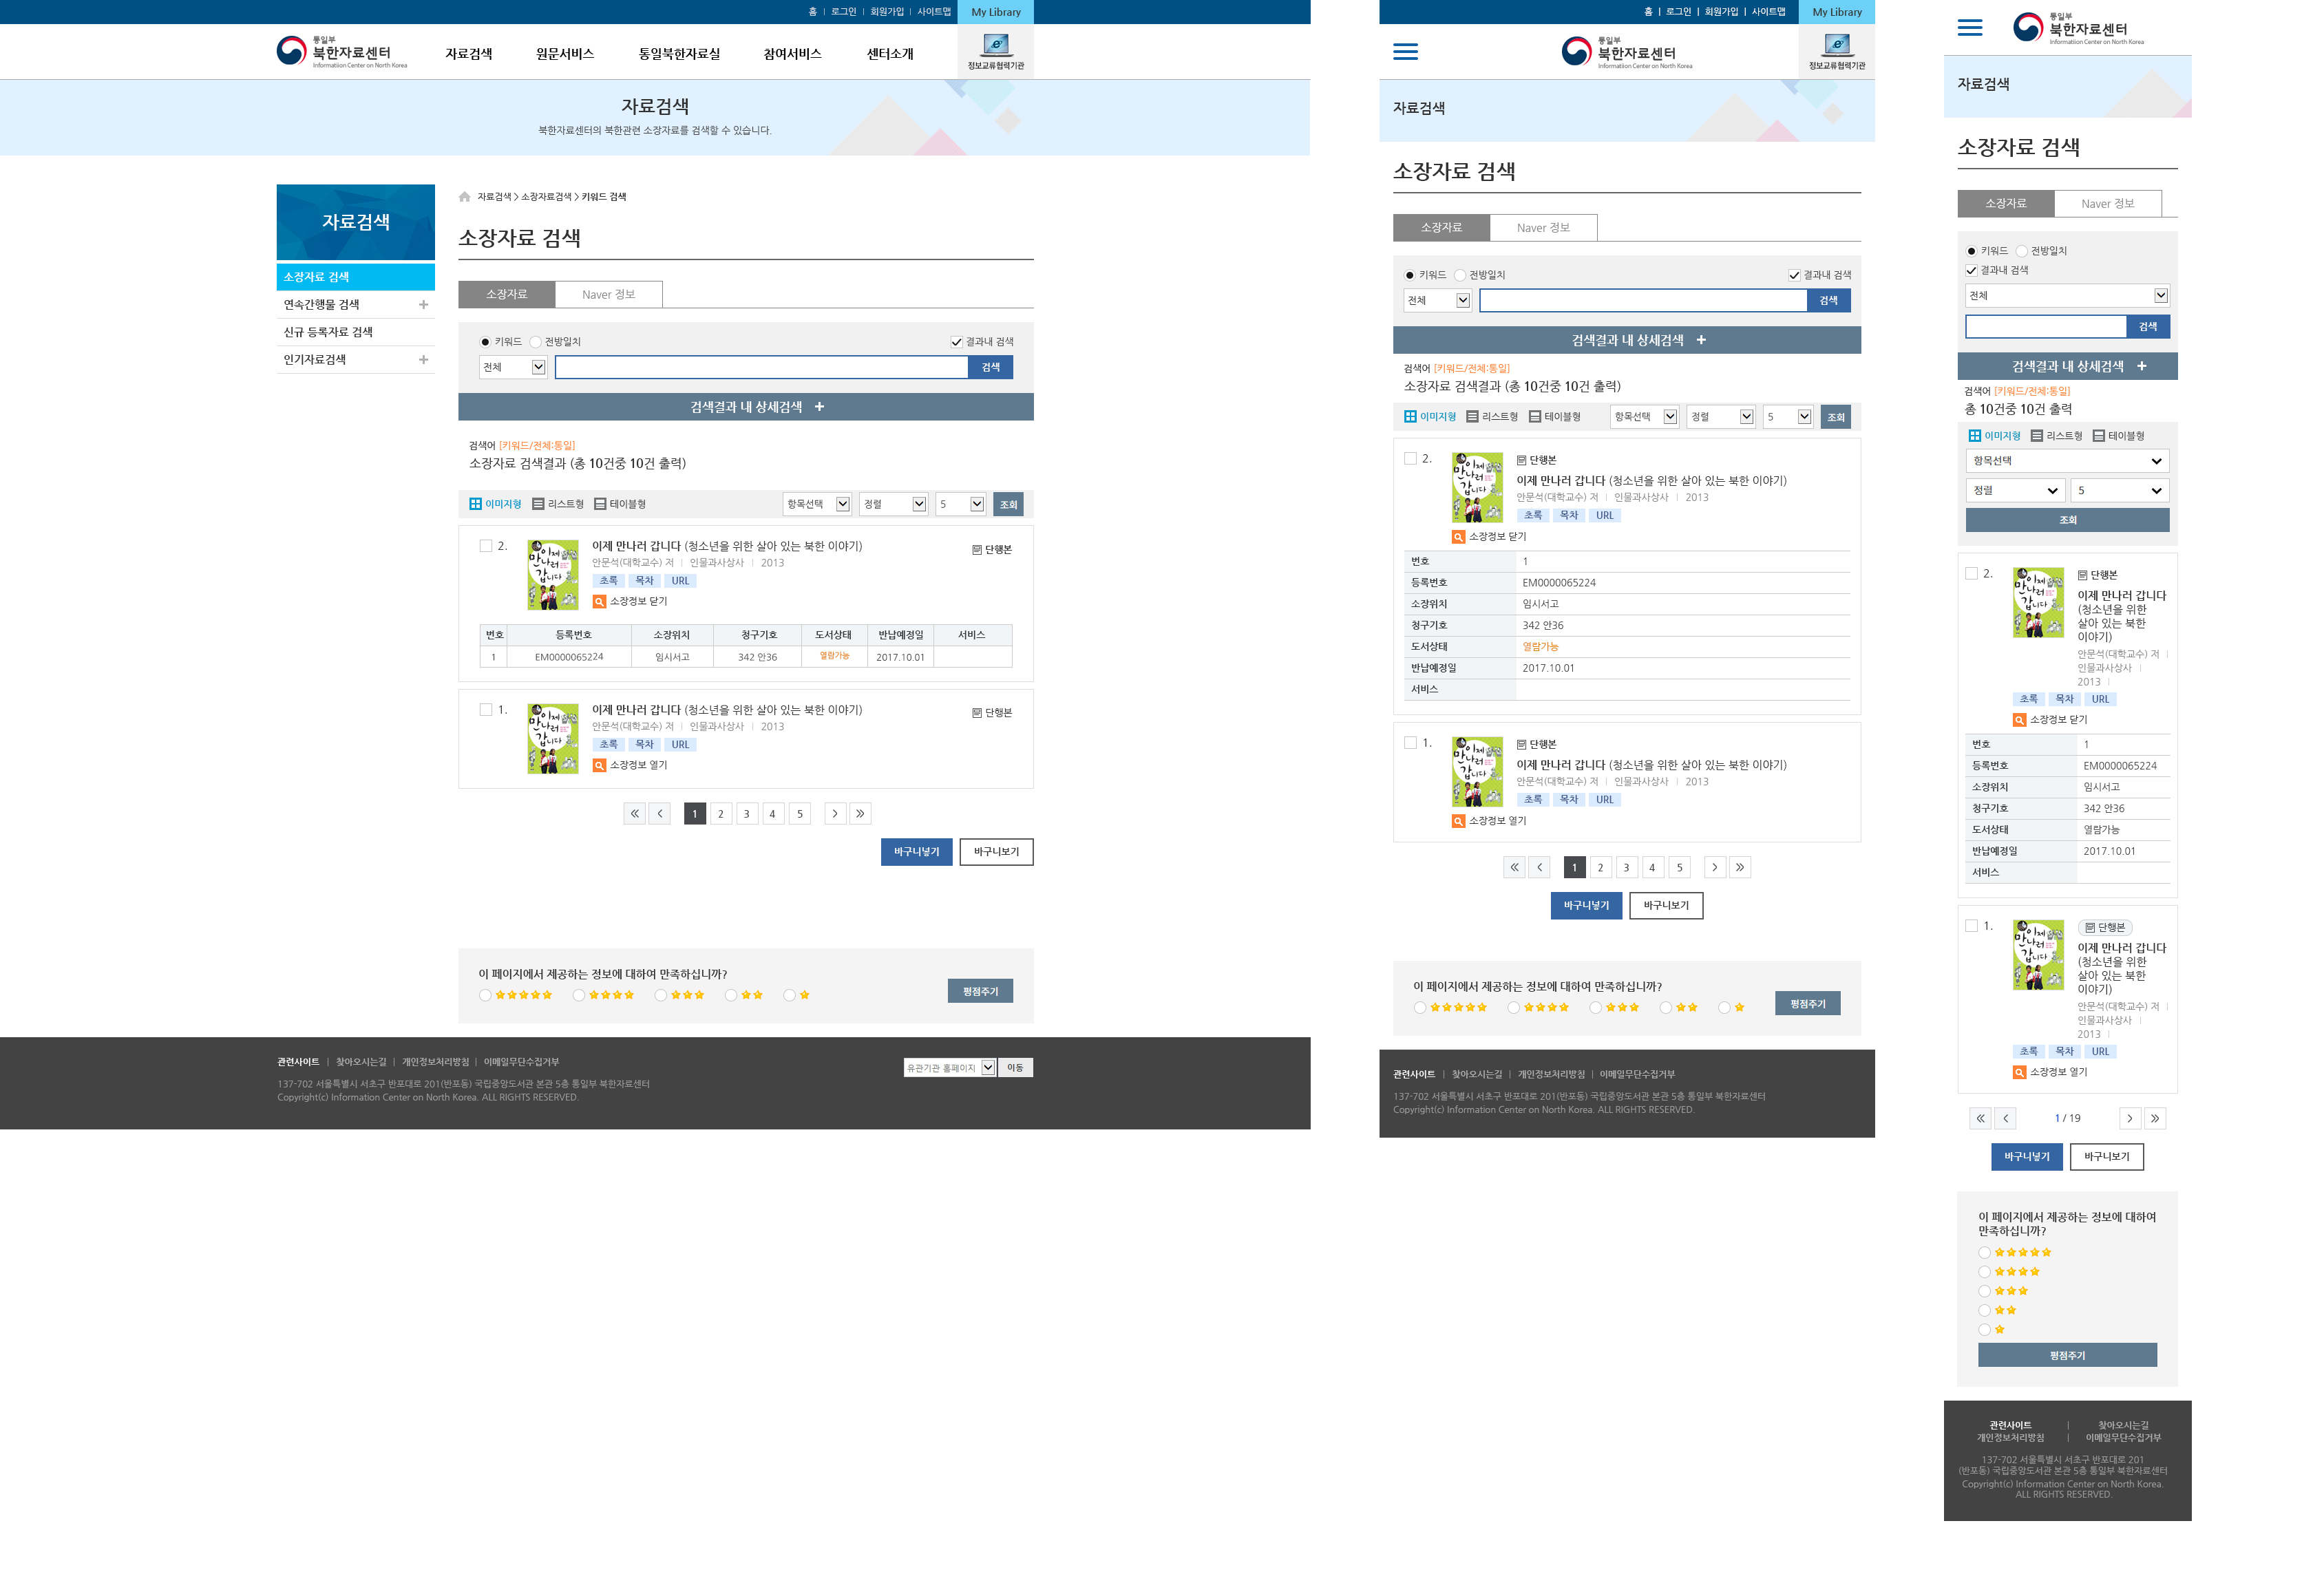 홈 | 로그인 | 회원가입 | 사이트맵 My Library
통일부
북한자료센터
Informatiion Center on North Korea
자료검색 원문서비스 통일북한자료실 참여서비스 센터소개
정보교류협력기관
자료검색
북한자료센터의 북한관련 소장자료를 검색할 수 있습니다.
자료검색
소장자료 검색
연속간행물 검색
신규 등록자료 검색
인기자료검색
자료검색 > 소장자료검색 > 키워드 검색
소장자료 검색
소장자료 Naver 정보
키워드 전방일치 결과내 검색
전체 검색
검색결과 내 상세검색 +
검색어 [키워드/전체:통일]
소장자료 검색결과 (총 10건중 10건 출력)
이미지형 리스트형 테이블형 항목선택 정렬 5 조회
2. 이제 만나러 갑니다 (청소년을 위한 살아 있는 북한 이야기) 단행본
안문석(대학교수) 저 | 인물과사상사 | 2013
초록 목차 URL
소장정보 닫기
번호 등록번호 소장위치 청구기호 도서상태 반납예정일 서비스
1 EM0000065224 임시서고 342 안36 열람가능 2017.10.01
1. 이제 만나러 갑니다 (청소년을 위한 살아 있는 북한 이야기) 단행본
안문석(대학교수) 저 | 인물과사상사 | 2013
초록 목차 URL
소장정보 열기
1 2 3 4 5
바구니넣기 바구니보기
이 페이지에서 제공하는 정보에 대하여 만족하십니까?
평점주기
관련사이트 | 찾아오시는길 | 개인정보처리방침 | 이메일무단수집거부
유관기관 홈페이지 이동
137-702 서울특별시 서초구 반포대로 201(반포동) 국립중앙도서관 본관 5층 통일부 북한자료센터
Copyright(c) Information Center on North Korea. ALL RIGHTS RESERVED.
홈 | 로그인 | 회원가입 | 사이트맵 My Library
통일부
북한자료센터
Informatiion Center on North Korea
정보교류협력기관
자료검색
소장자료 검색
소장자료 Naver 정보
키워드 전방일치 결과내 검색
전체 검색
검색결과 내 상세검색 +
검색어 [키워드/전체:통일]
소장자료 검색결과 (총 10건중 10건 출력)
이미지형 리스트형 테이블형 항목선택 정렬 5 조회
2. 단행본
이제 만나러 갑니다 (청소년을 위한 살아 있는 북한 이야기)
안문석(대학교수) 저 | 인물과사상사 | 2013
초록 목차 URL
소장정보 닫기
번호 1
등록번호 EM0000065224
소장위치 임시서고
청구기호 342 안36
도서상태 열람가능
반납예정일 2017.10.01
서비스
1. 단행본
이제 만나러 갑니다 (청소년을 위한 살아 있는 북한 이야기)
안문석(대학교수) 저 | 인물과사상사 | 2013
초록 목차 URL
소장정보 열기
1 2 3 4 5
바구니넣기 바구니보기
이 페이지에서 제공하는 정보에 대하여 만족하십니까?
평점주기
관련사이트 | 찾아오시는길 | 개인정보처리방침 | 이메일무단수집거부
137-702 서울특별시 서초구 반포대로 201(반포동) 국립중앙도서관 본관 5층 통일부 북한자료센터
Copyright(c) Information Center on North Korea. ALL RIGHTS RESERVED.
통일부
북한자료센터
Informatiion Center on North Korea
자료검색
소장자료 검색
소장자료 Naver 정보
키워드 전방일치
결과내 검색
전체
검색
검색결과 내 상세검색 +
검색어 [키워드/전체:통일]
총 10건중 10건 출력
이미지형 리스트형 테이블형
항목선택
정렬 5
조회
2. 단행본
이제 만나러 갑니다
(청소년을 위한
살아 있는 북한
이야기)
안문석(대학교수) 저 |
인물과사상사 |
2013 |
초록 목차 URL
소장정보 닫기
번호 1
등록번호 EM0000065224
소장위치 임시서고
청구기호 342 안36
도서상태 열람가능
반납예정일 2017.10.01
서비스
1. 단행본
이제 만나러 갑니다
(청소년을 위한
살아 있는 북한
이야기)
안문석(대학교수) 저 |
인물과사상사 |
2013 |
초록 목차 URL
소장정보 열기
1 / 19
바구니넣기 바구니보기
이 페이지에서 제공하는 정보에 대하여
만족하십니까?
평점주기
관련사이트 | 찾아오시는길
개인정보처리방침 | 이메일무단수집거부
137-702 서울특별시 서초구 반포대로 201
(반포동) 국립중앙도서관 본관 5층 통일부 북한자료센터
Copyright(c) Information Center on North Korea.
ALL RIGHTS RESERVED.